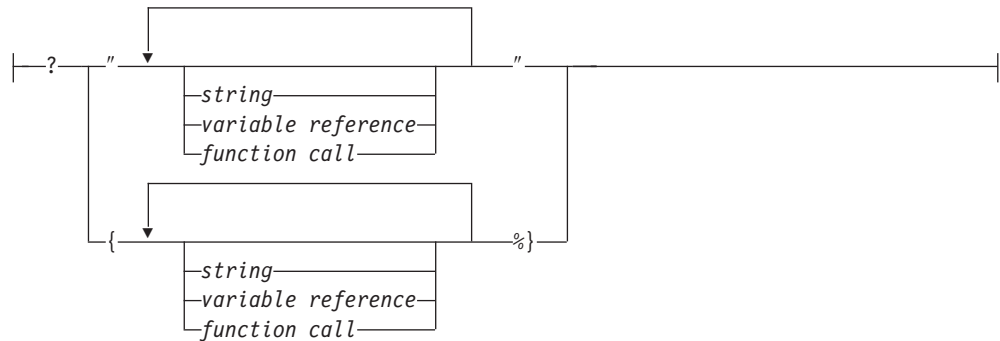 ? " "
string
variable reference
function call
{ %}
string
variable reference
function call